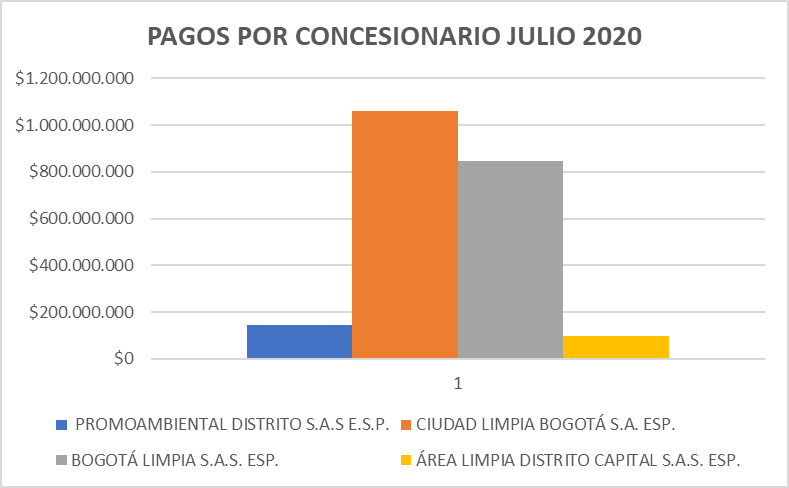 PAGOS POR CONCESIONARIO JULIO 2020
$1.200.000.000
$1.000.000.000
$800.000.000
$600.000.000
$400.000.000
$200.000.000
$0
1
PROMOAMBIENTAL DISTRITO S.A.S E.S.P.
CIUDAD LIMPIA BOGOTÁ S.A. ESP.
BOGOTÁ LIMPIA S.A.S. ESP.
ÁREA LIMPIA DISTRITO CAPITAL S.A.S. ESP.